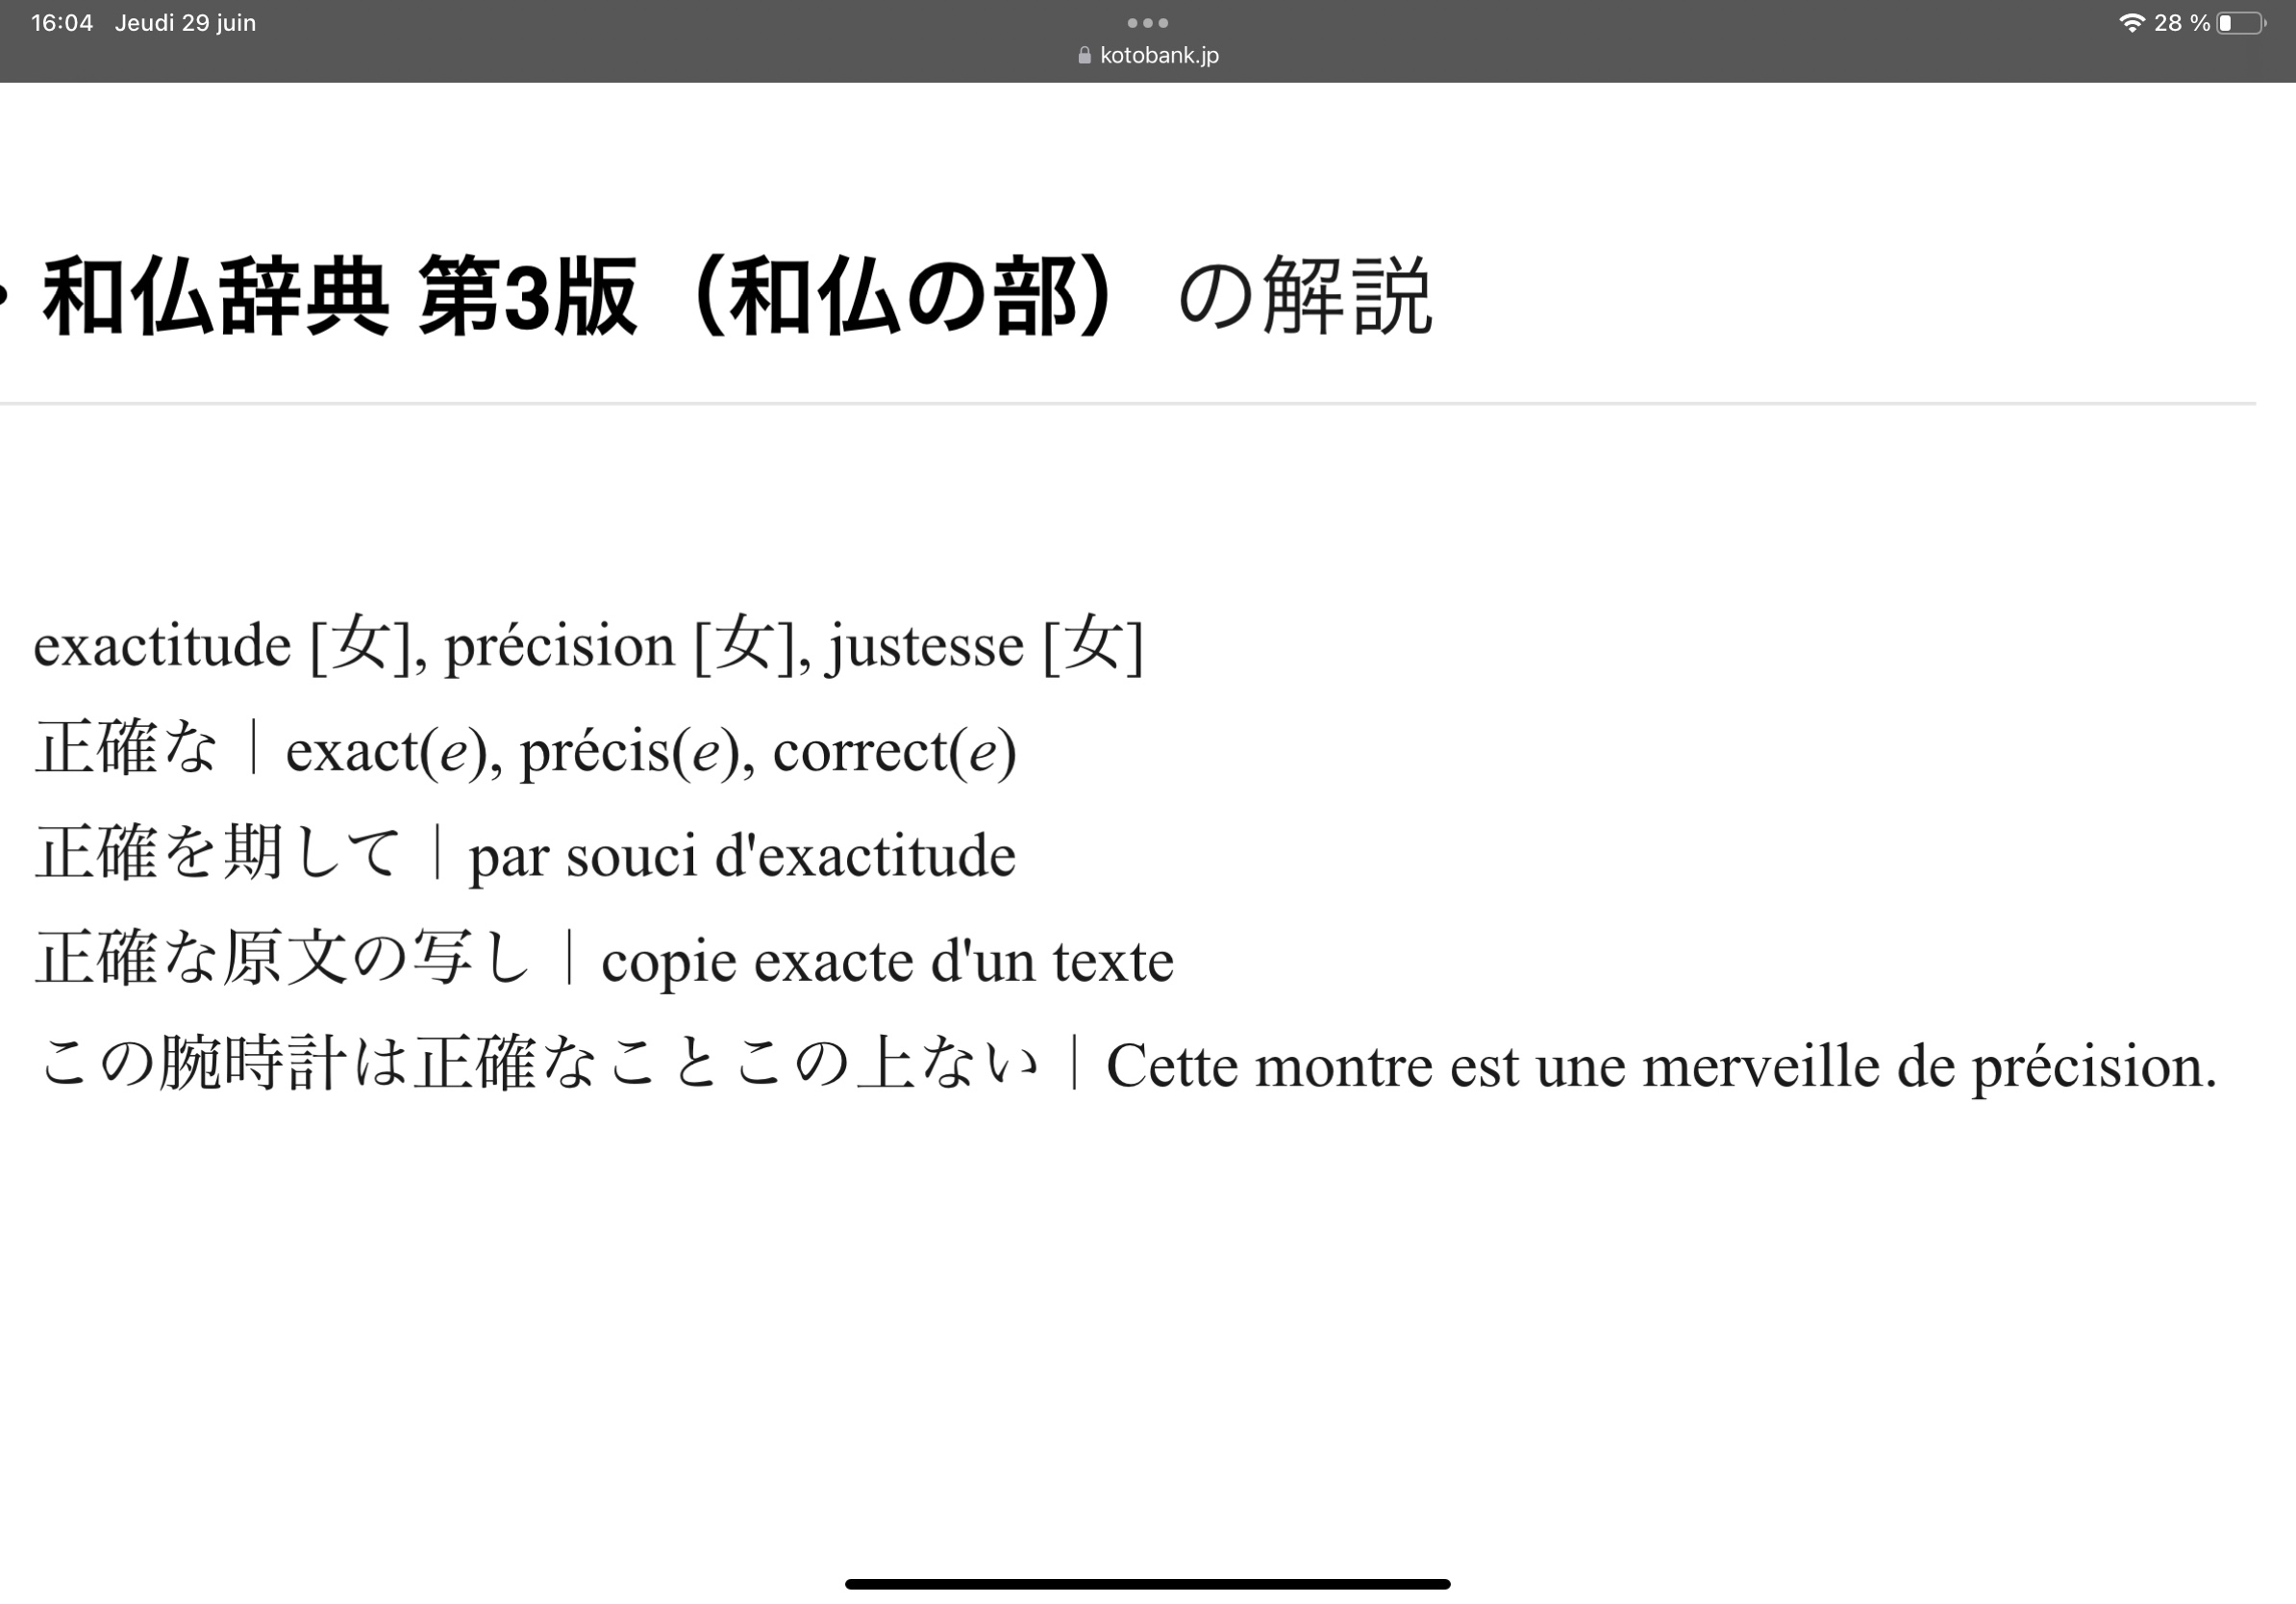 16:04 Jeudi 29 juin
28 %
kotobank.jp
・和仏辞典 第3版（和仏の部） の解説
exactitude [女], précision [女], justesse [女]
正確な｜exact(e), précis(e), correct(e)
正確を期して｜par souci d'exactitude
正確な原文の写し｜copie exacte d'un texte
この腕時計は正確なことこの上ない｜Cette montre est une merveille de précision.